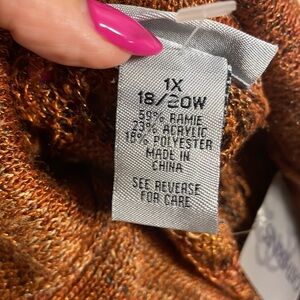 1X
18/20W
59% RAMIE
23% ACRYLIC
18% POLYESTER
MADE IN
CHINA
SEE REVERSE
FOR CARE